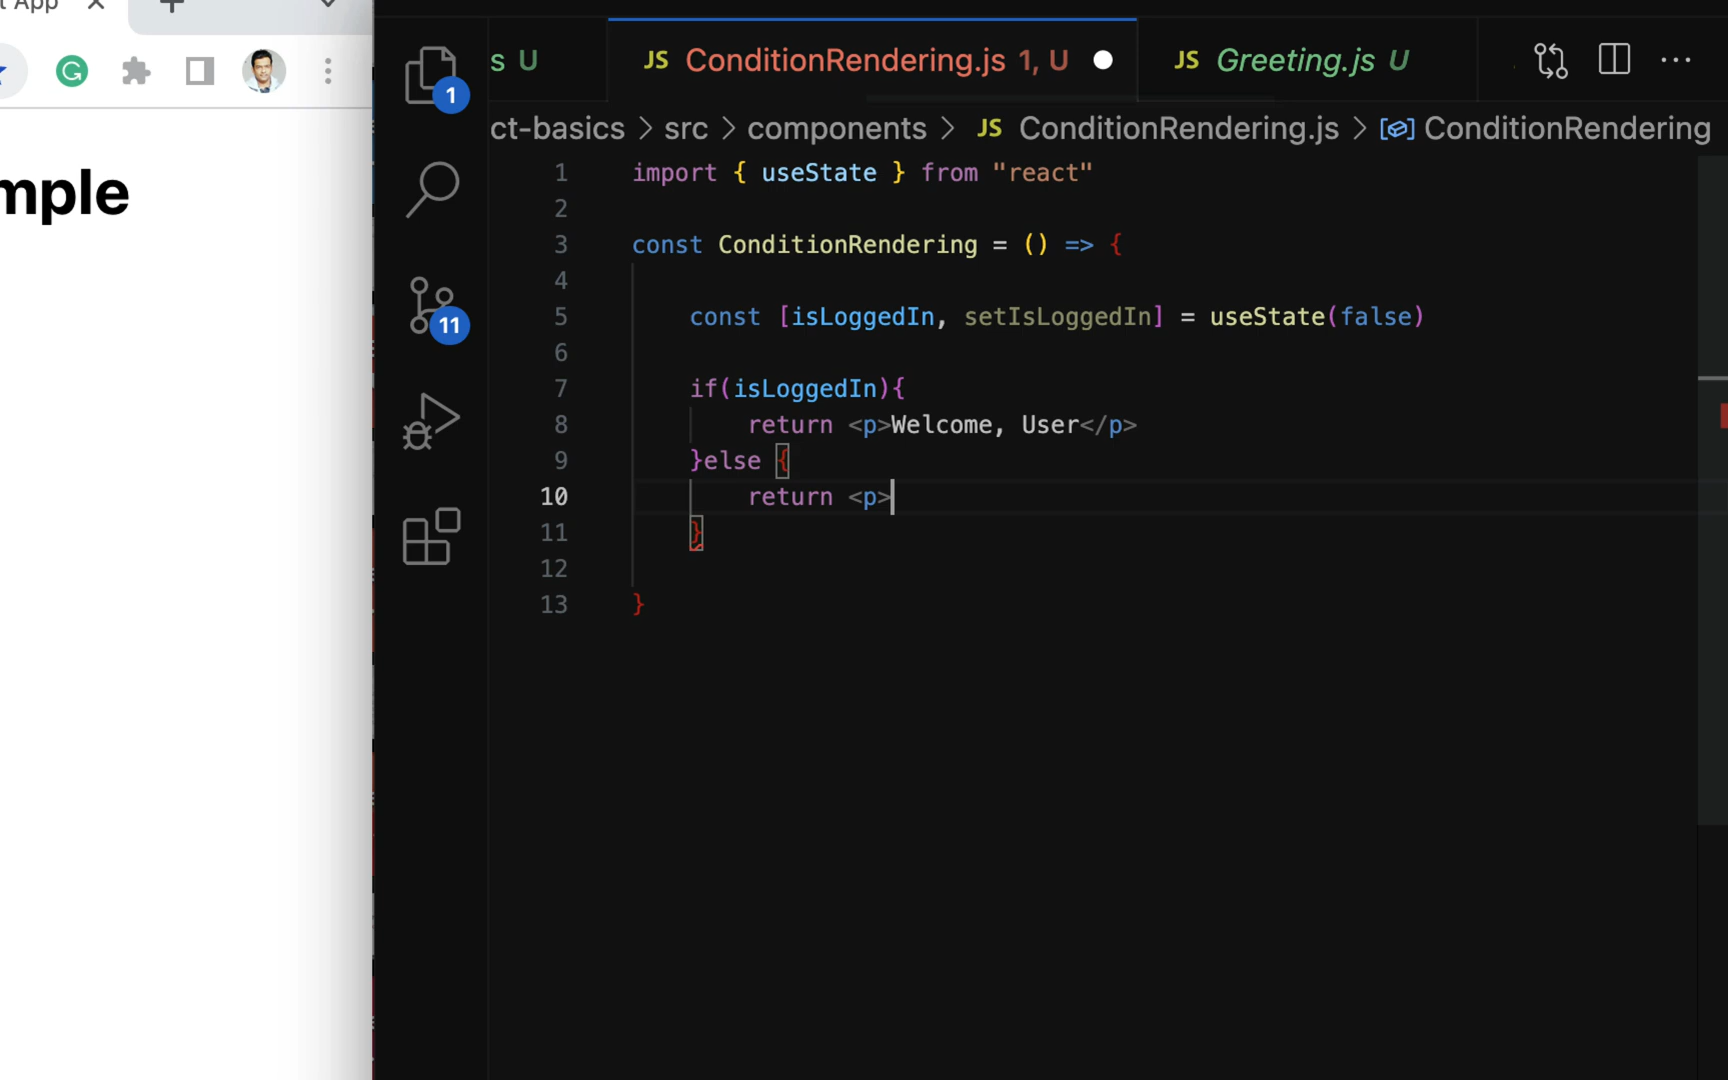 t App
mple
1
11
s U
JS ConditionRendering.js 1, U
JS Greeting.js U
ct-basics > src > components > JS ConditionRendering.js > ConditionRendering
1 import { useState } from "react"
2
3 const ConditionRendering = () => {
4
5 const [isLoggedIn, setIsLoggedIn] = useState(false)
6
7 if(isLoggedIn){
8 return <p>Welcome, User</p>
9 }else {
10 return <p>
11 }
12
13 }